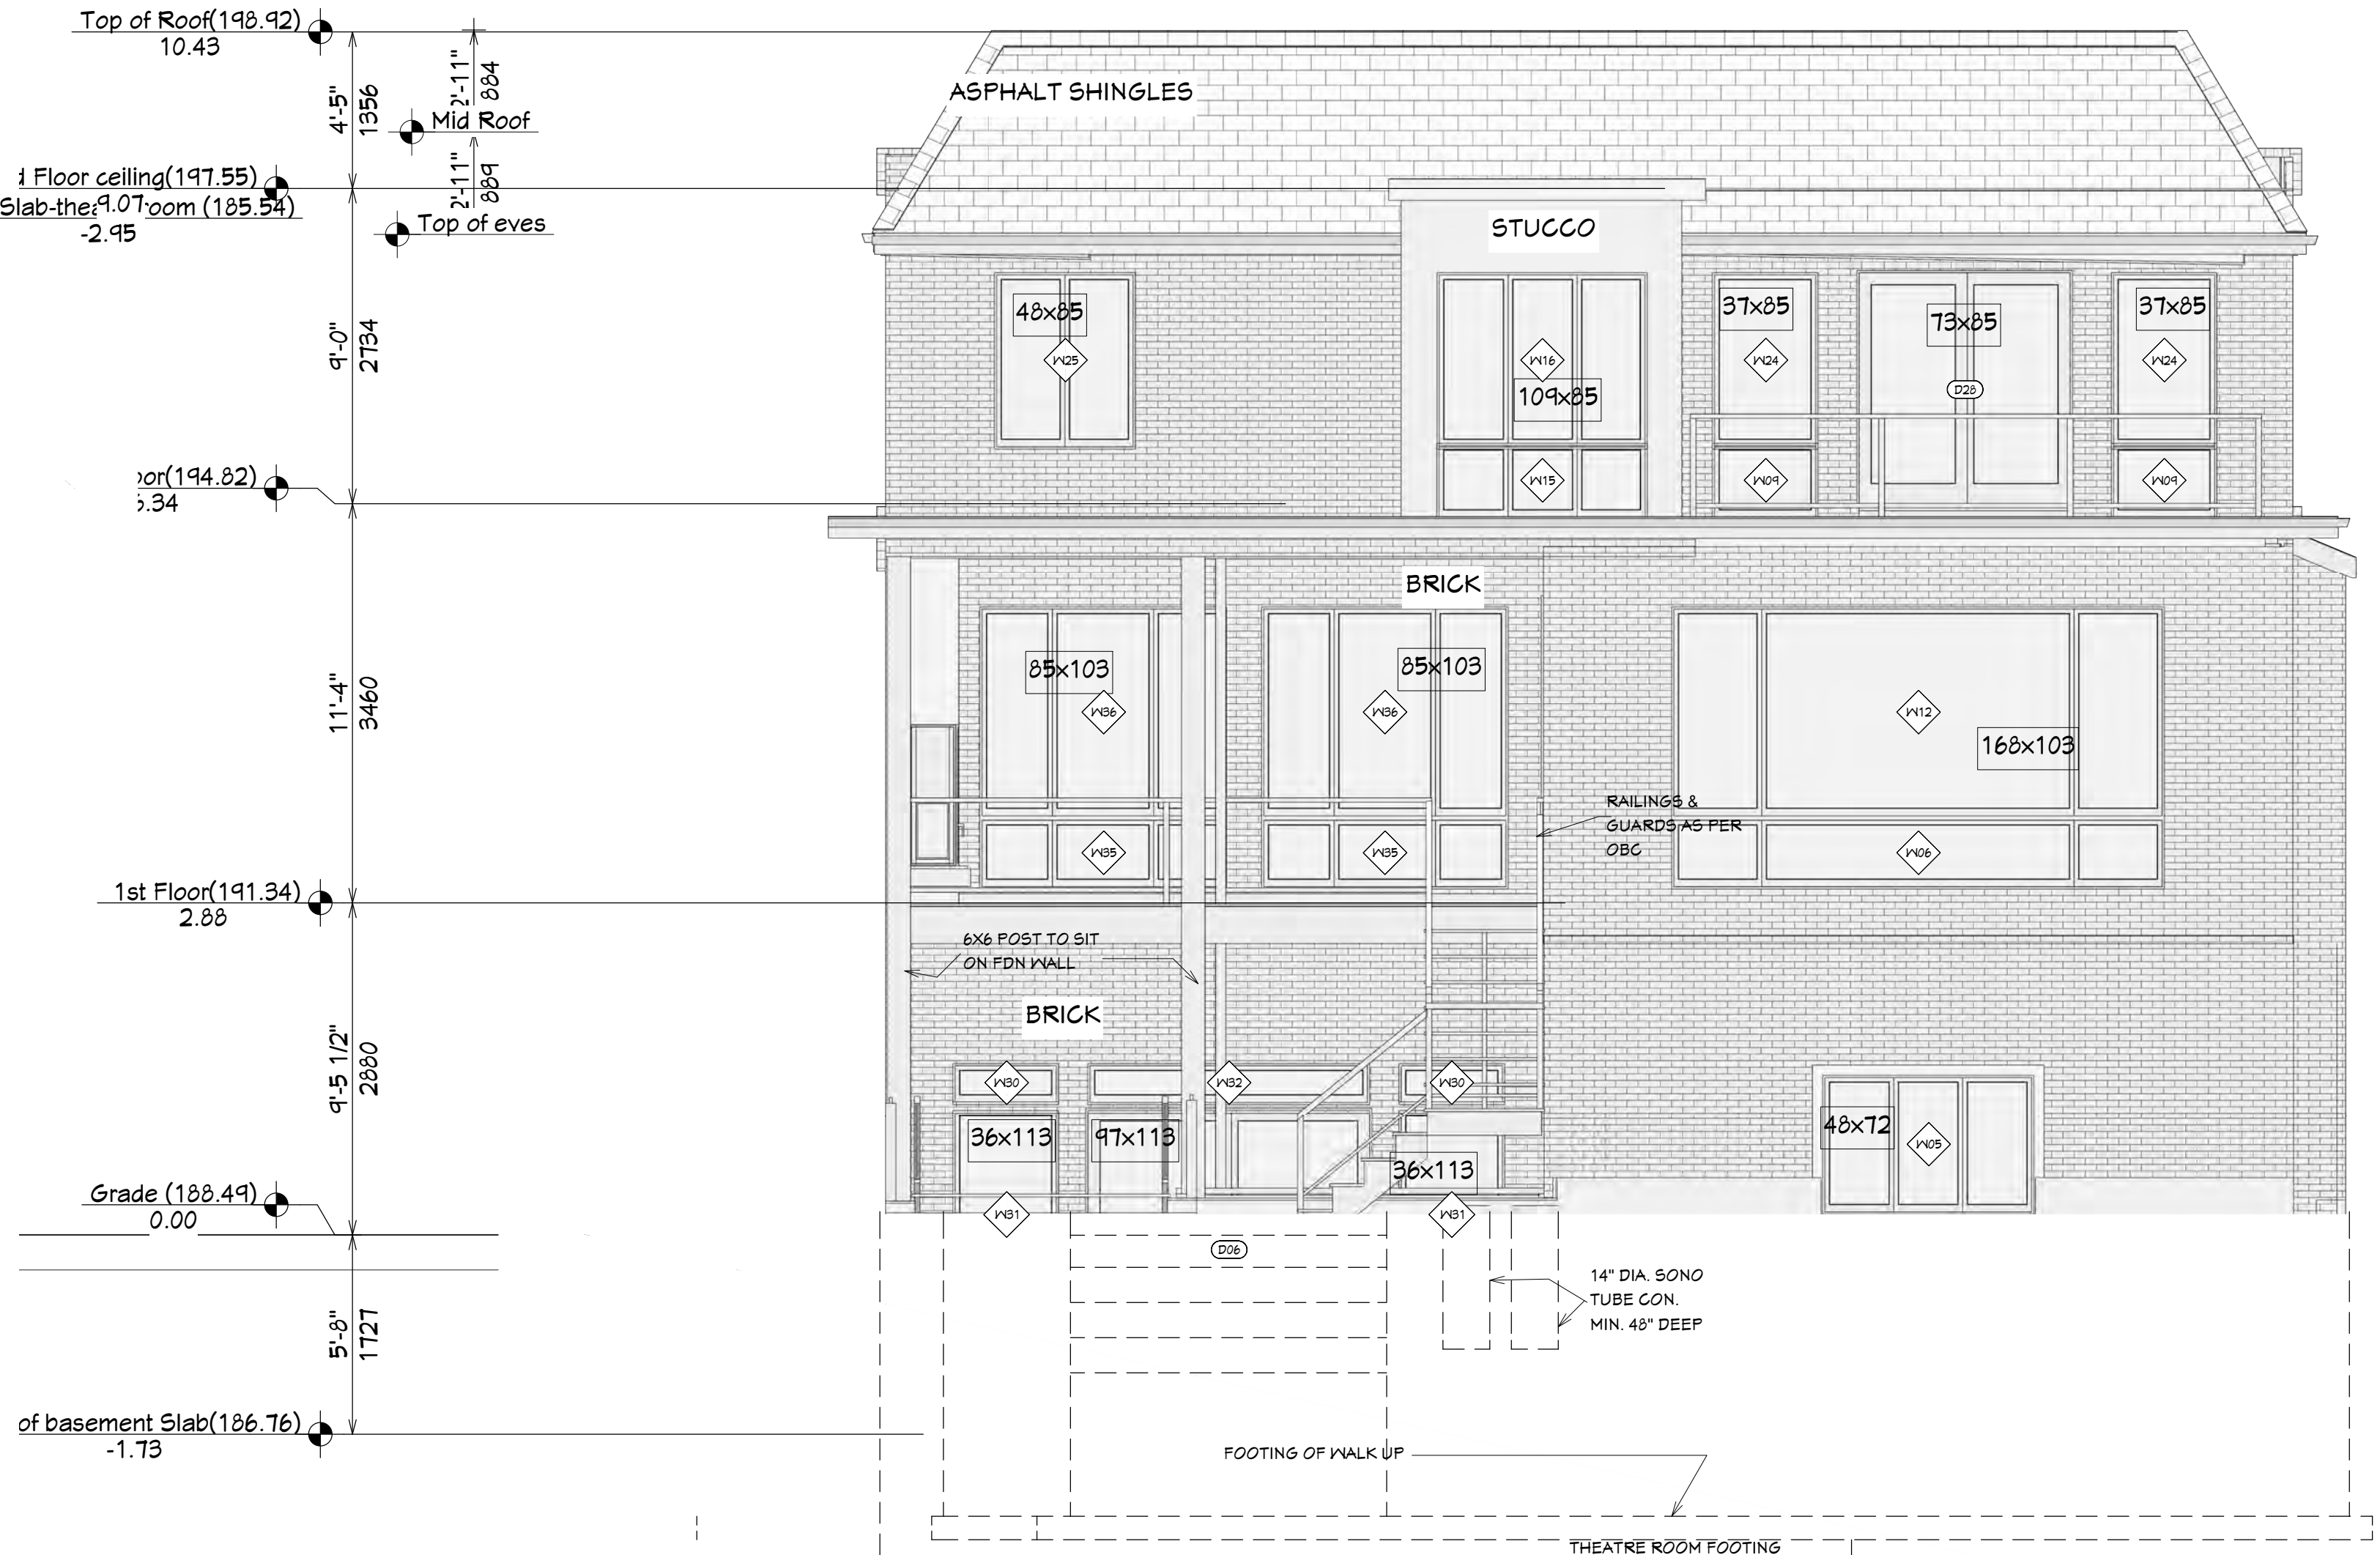 Top of Roof(198.92)
10.43
4'-5"
1356
2'-11"
884
Mid Roof
2'-11"
889
ASPHALT SHINGLES
Floor ceiling(197.55)
9.07
(185.54)
-2.95
Top of eves
STUCCO
48x85
W25
W16
109x85
W15
37x85
W24
W09
73x85
D28
37x85
W24
W09
9'-0"
2734
(194.82)
BRICK
85x103
W36
W35
85x103
W36
W35
W12
168x103
W06
RAILINGS &
GUARDS AS PER
OBC
11'-4"
3460
1st Floor(191.34)
2.88
6X6 POST TO SIT
ON FDN WALL
BRICK
9'-5 1/2"
2880
W30
W32
W30
36x113
97x113
36x113
48x72
W05
W31
W31
Grade (188.49)
0.00
D06
14" DIA. SONO
TUBE CON.
MIN. 48" DEEP
5'-8"
1727
of basement Slab(186.76)
-1.73
FOOTING OF WALK UP
THEATRE ROOM FOOTING